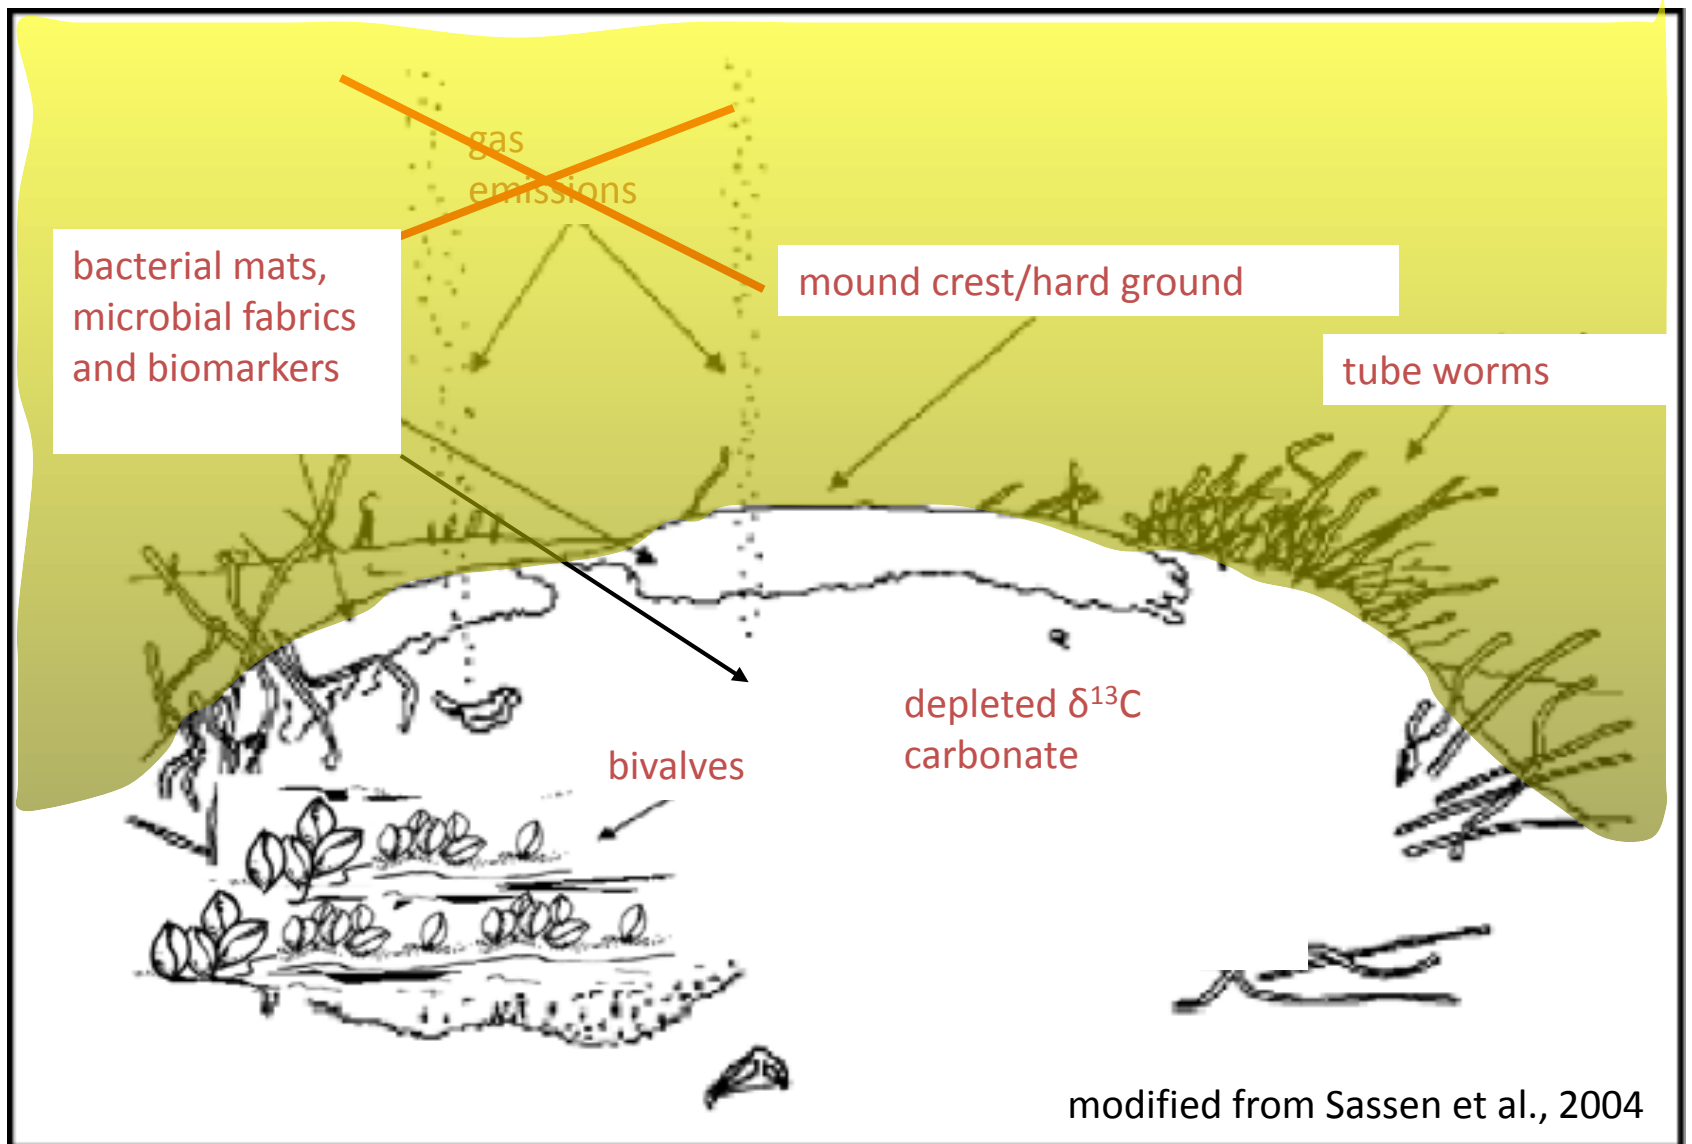 gas
emissions
bacterial mats,
microbial fabrics
and biomarkers
mound crest/hard ground
tube worms
depleted δ¹³C
carbonate
bivalves
modified from Sassen et al., 2004